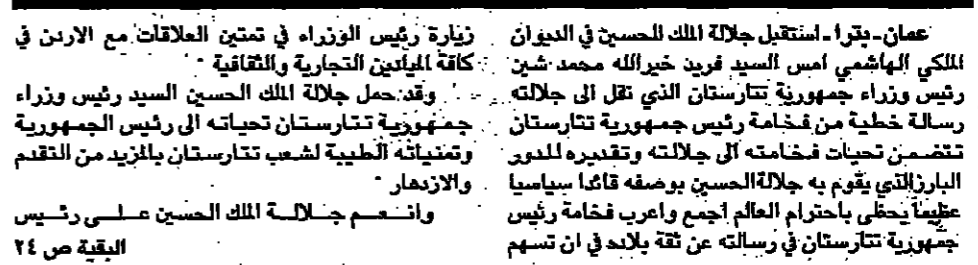 عمان - بترا - استقبل جلالة الملك الحسين في الديوان
الملكي الهاشمي امس السيد فريد خيرالله محمد شين
رئيس وزراء جمهورية تتارستان الذي نقل الى جلالته
رسالة خطية من فخامة رئيس جمهورية تتارستان
تتضمن تحيات فخامته الى جلالته وتقديره للدور
البارز الذي يقوم به جلالة الحسين بوصفه قائدا سياسيا
عظيما يحظى باحترام العالم اجمع واعرب فخامة رئيس
جمهورية تتارستان في رسالته عن ثقة بلاده في ان تسهم
زيارة رئيس الوزراء في تمتين العلاقات مع الاردن في
كافة الميادين التجارية والثقافية .
وقد حمل جلالة الملك الحسين السيد رئيس وزراء
جمهورية تتارستان تحياته الى رئيس الجمهورية
وتمنياته الطيبة لشعب تتارستان بالمزيد من التقدم
والازدهار .
وانعم جلالة الملك الحسين على رئيس
البقية ص ٢٤